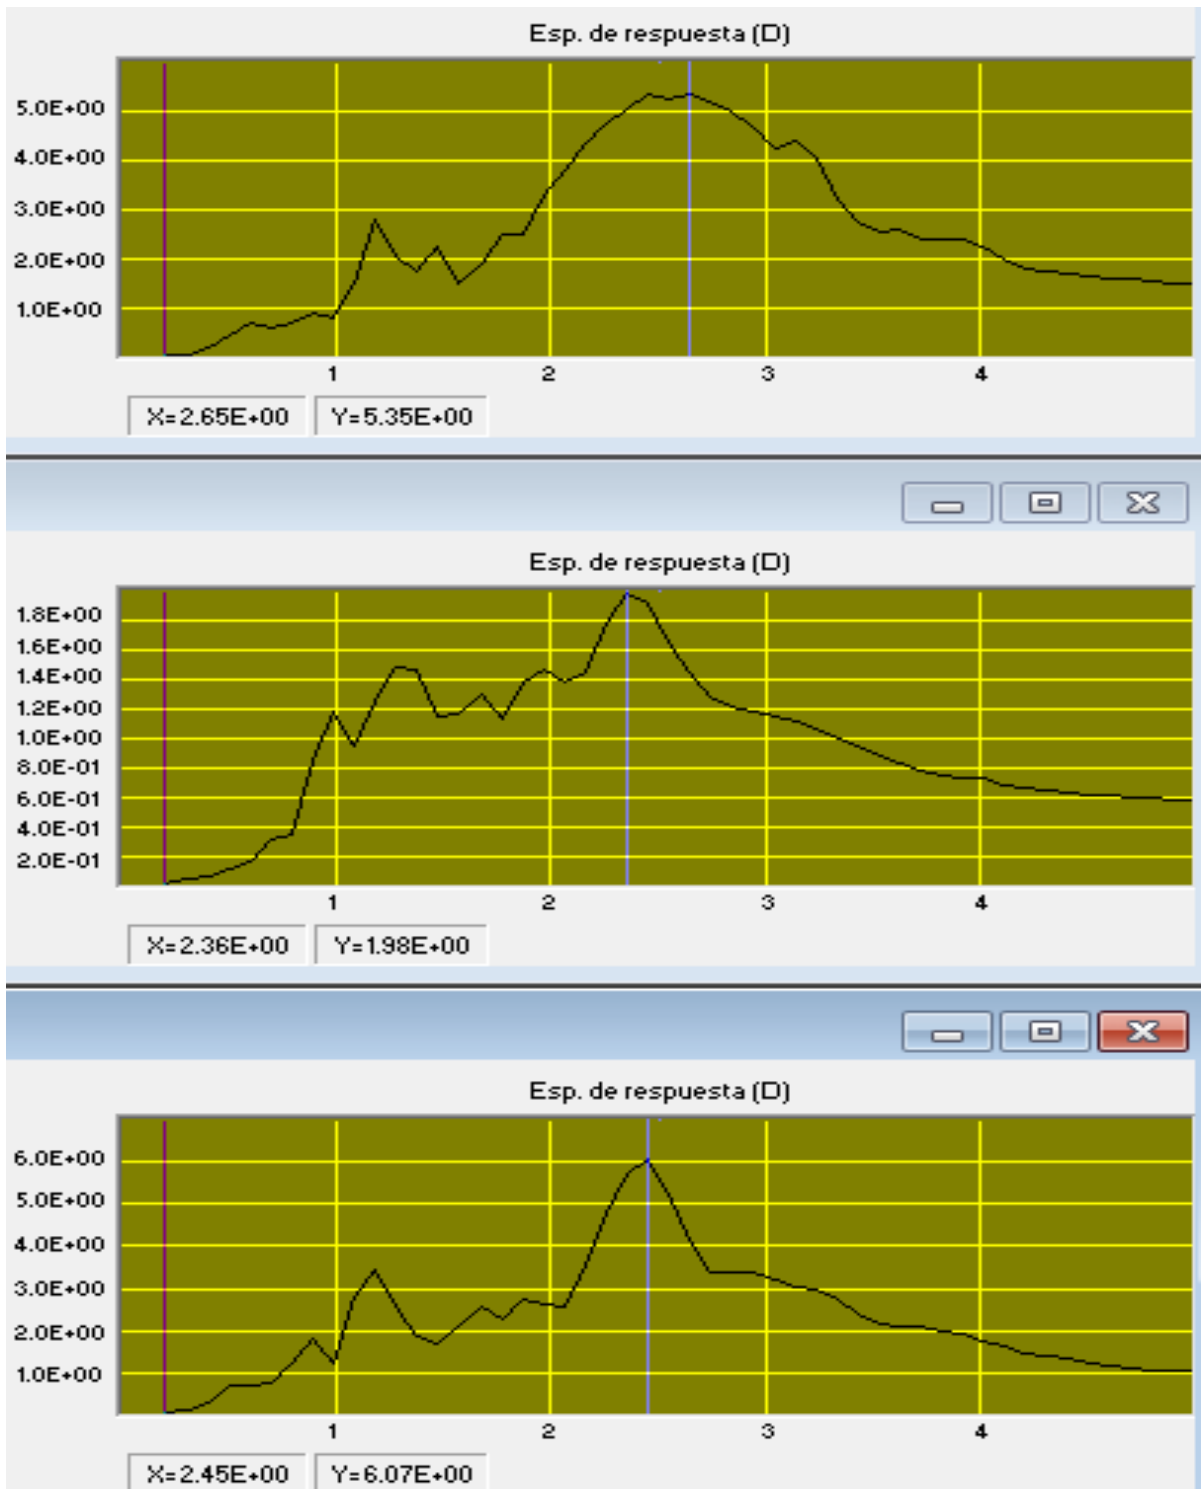 Esp. de respuesta (D)
5.0E+00
4.0E+00
3.0E+00
2.0E+00
1.0E+00
1 2 3 4
X=2.65E+00 Y=5.35E+00
Esp. de respuesta (D)
1.8E+00
1.6E+00
1.4E+00
1.2E+00
1.0E+00
8.0E-01
6.0E-01
4.0E-01
2.0E-01
1 2 3 4
X=2.36E+00 Y=1.98E+00
Esp. de respuesta (D)
6.0E+00
5.0E+00
4.0E+00
3.0E+00
2.0E+00
1.0E+00
1 2 3 4
X=2.45E+00 Y=6.07E+00